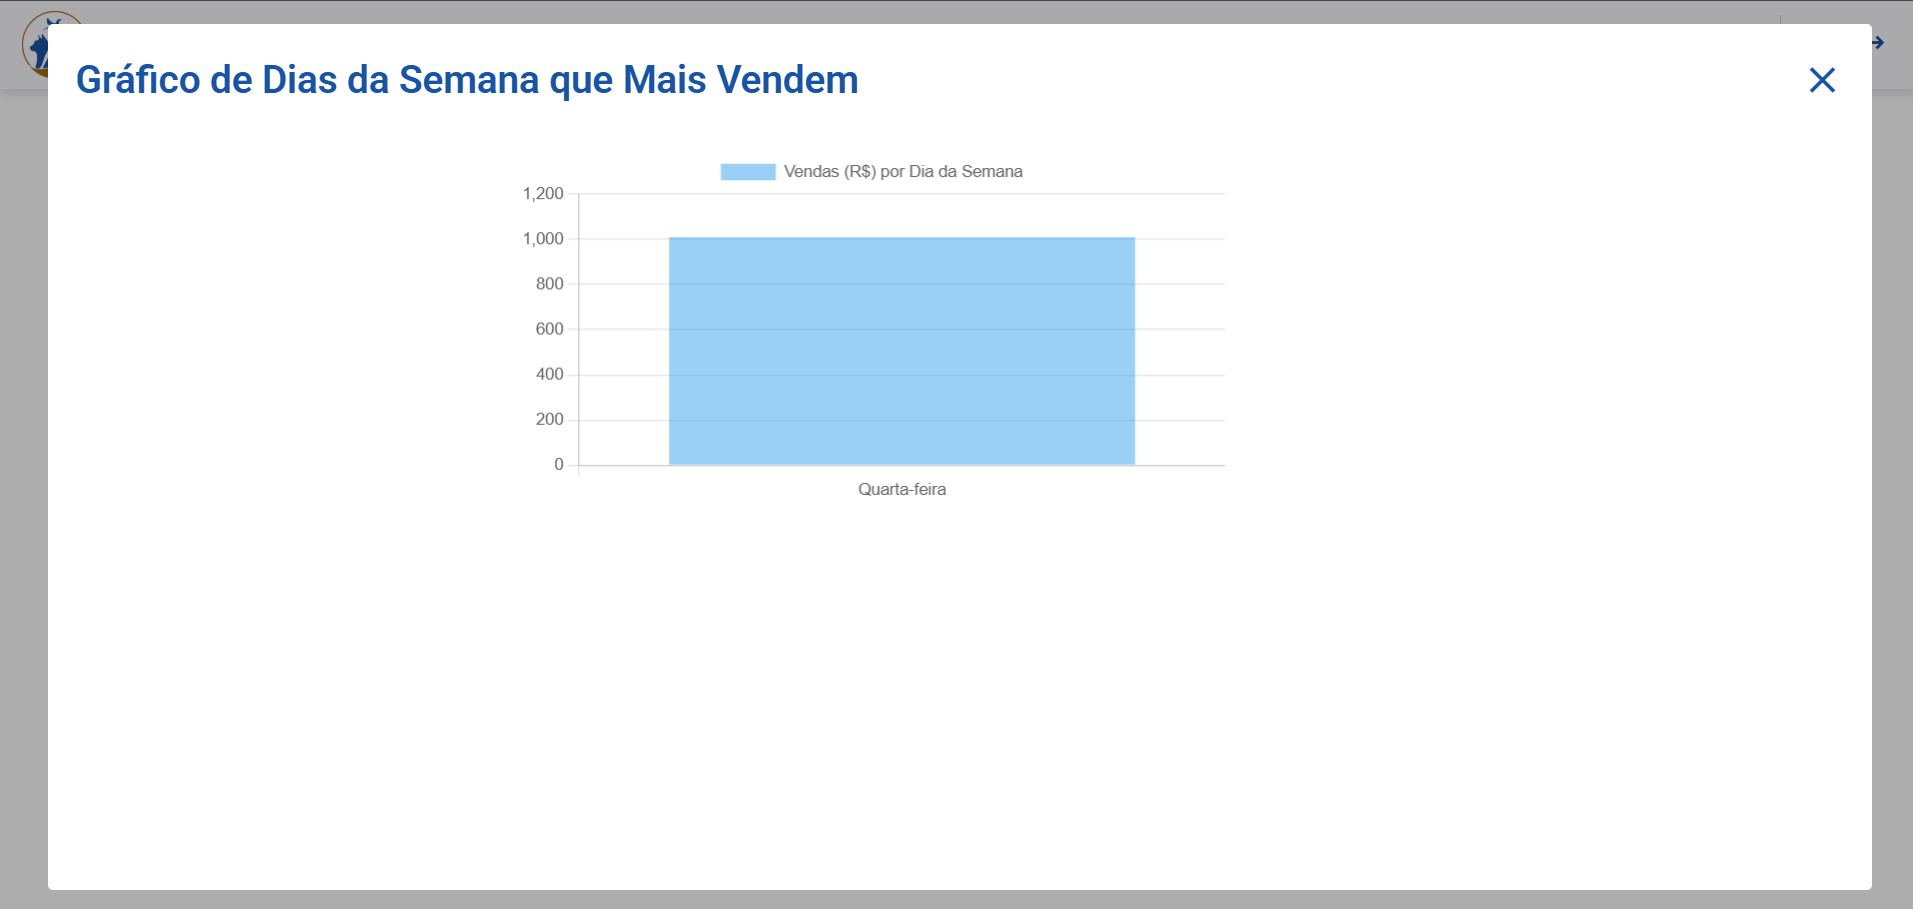 Gráfico de Dias da Semana que Mais Vendem
Vendas (R$) por Dia da Semana
1,200
1,000
800
600
400
200
0
Quarta-feira